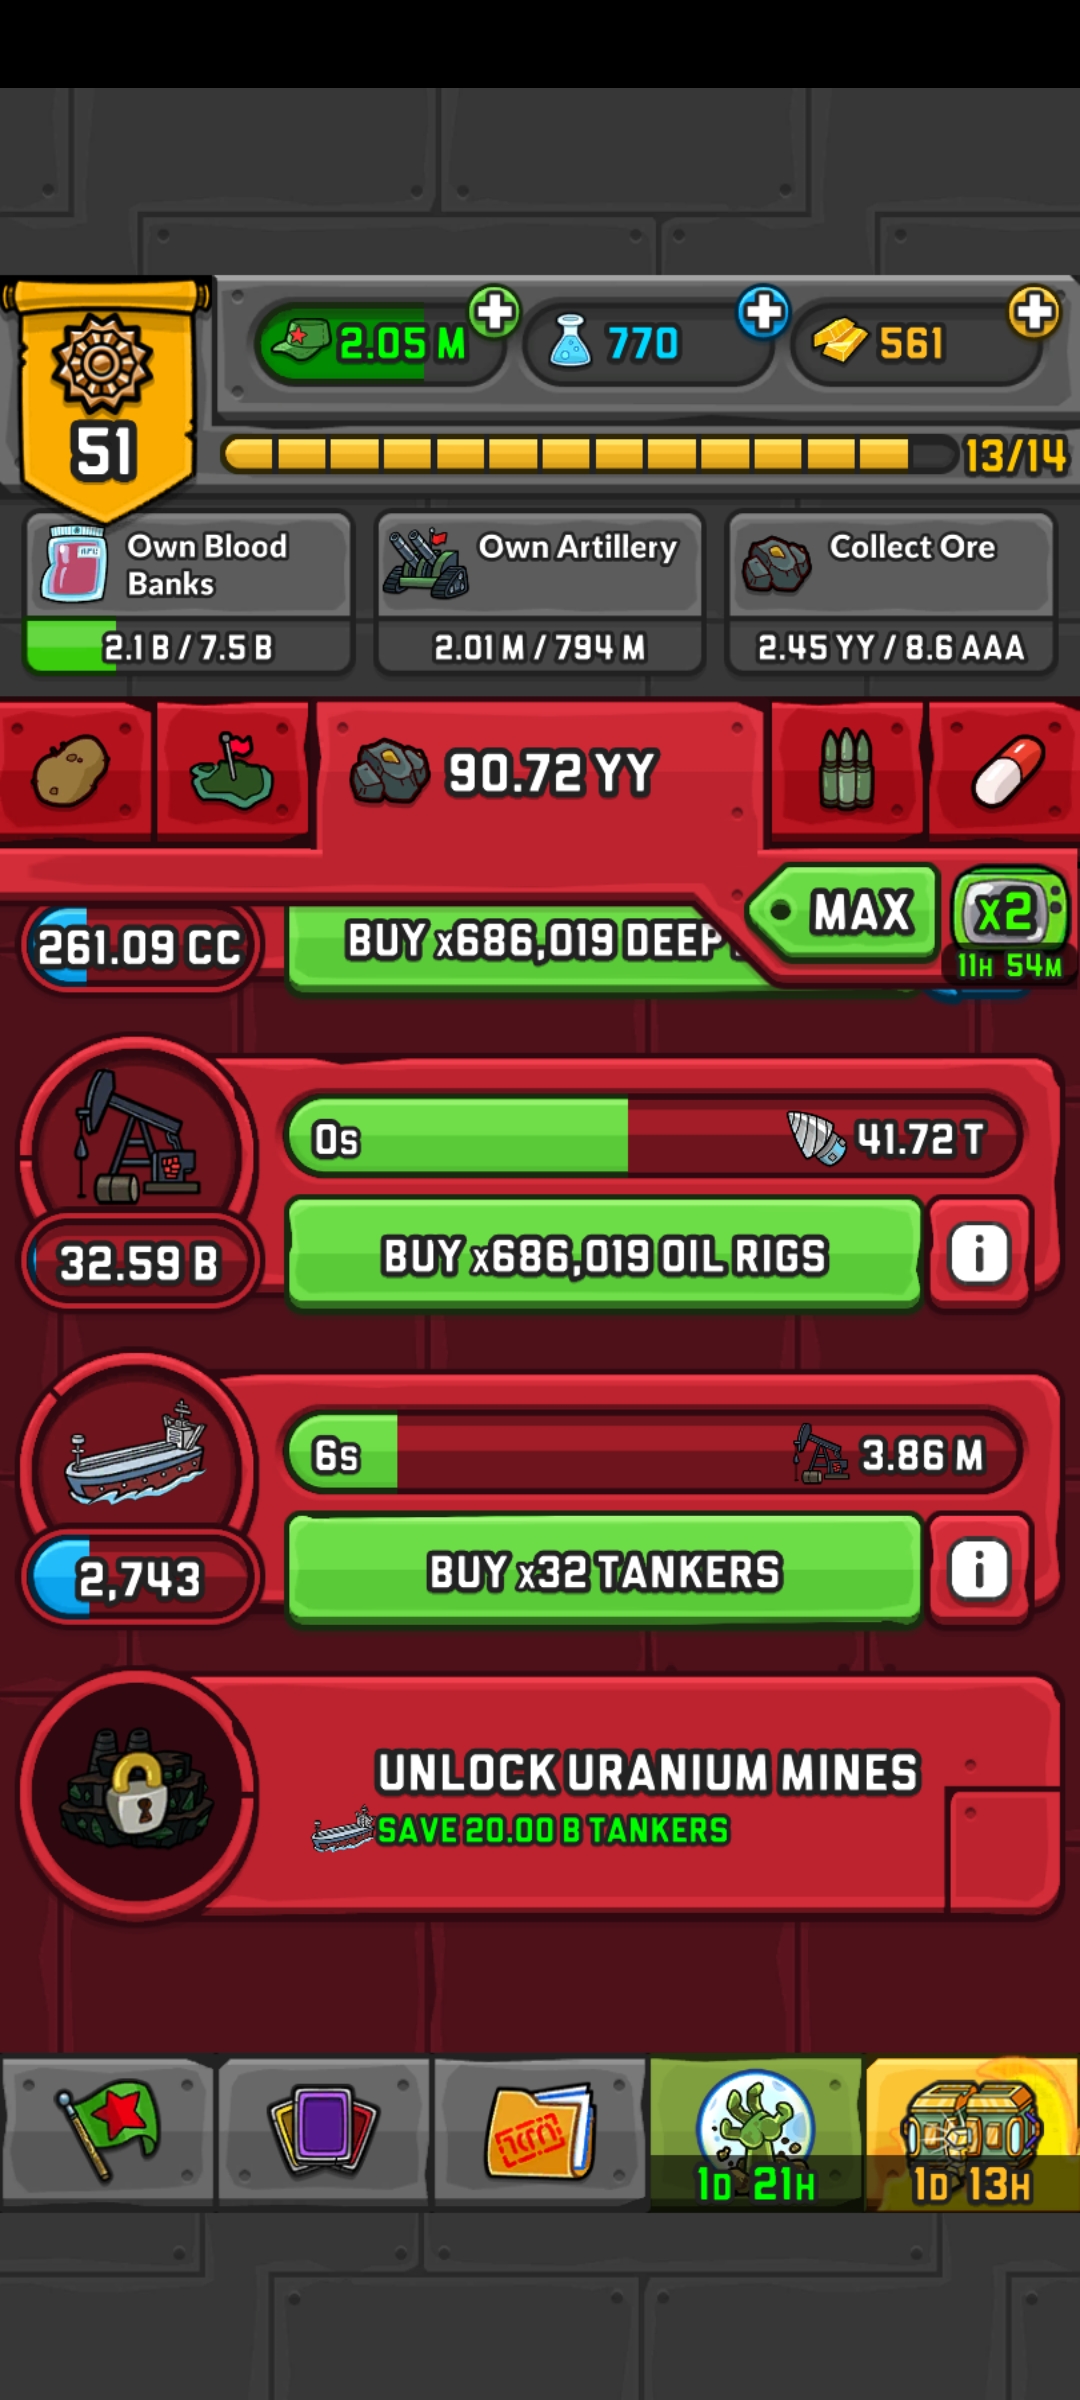 2.05 M
770
561
51
13/14
Own Blood
Banks
2.1 B / 7.5 B
Own Artillery
2.01 M / 794 M
Collect Ore
2.45 YY / 8.6 AAA
90.72 YY
MAX
x2
11H 54M
261.09 CC
BUY x686,019 DEEP
0s
41.72 T
32.59 B
BUY x686,019 OIL RIGS
i
6s
3.86 M
2,743
BUY x32 TANKERS
i
UNLOCK URANIUM MINES
SAVE 20.00 B TANKERS
1D 21H
1D 13H